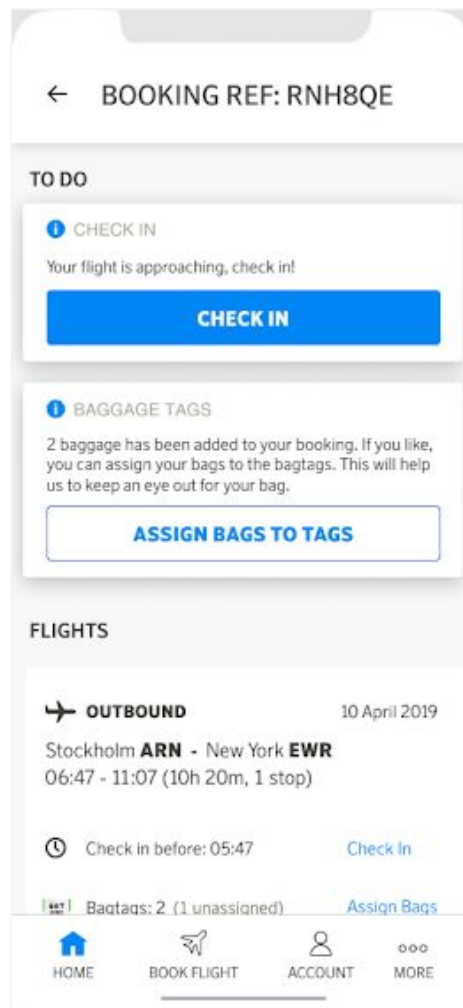 BOOKING REF: RNH8QE
TO DO
CHECK IN
Your flight is approaching, check in!
CHECK IN
BAGGAGE TAGS
2 baggage has been added to your booking. If you like,
you can assign your bags to the bagtags. This will help
us to keep an eye out for your bag.
ASSIGN BAGS TO TAGS
FLIGHTS
OUTBOUND 10 April 2019
Stockholm ARN - New York EWR
06:47 - 11:07 (10h 20m, 1 stop)
Check in before: 05:47 Check In
Bagtags: 2 (1 unassigned) Assign Bags
HOME BOOK FLIGHT ACCOUNT MORE